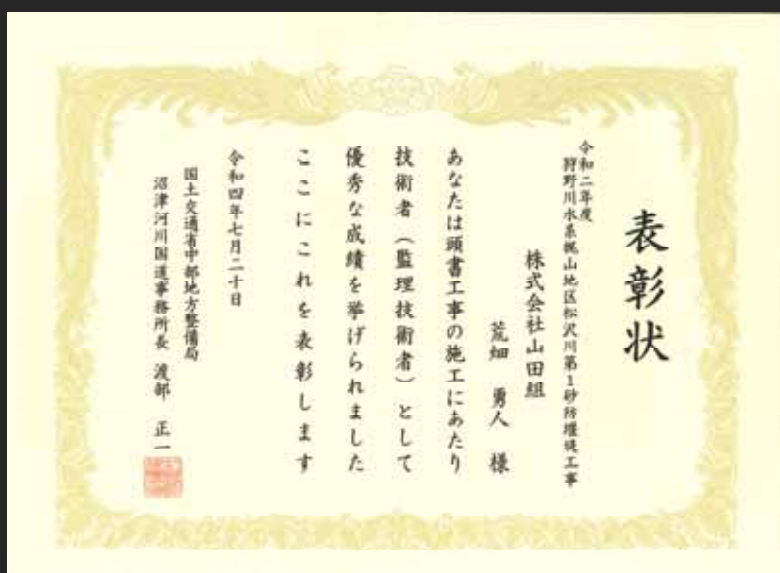 表彰状
令和二年度
狩野川水系梶山地区松沢川第1砂防堰堤工事
株式会社山田組
荒畑 勇人 様
あなたは頭書工事の施工にあたり
技術者（監理技術者）として
優秀な成績を挙げられました
ここにこれを表彰します
令和四年七月二十日
国土交通省中部地方整備局
沼津河川国道事務所長 渡部 正一